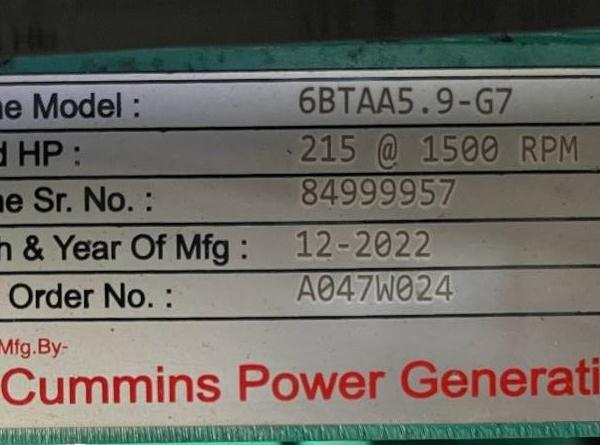 ne Model : 6BTAA5.9-G7
d HP : 215 @ 1500 RPM
ne Sr. No. : 84999957
h & Year Of Mfg : 12-2022
Order No. : A047W024
Mfg.By-
Cummins Power Generati